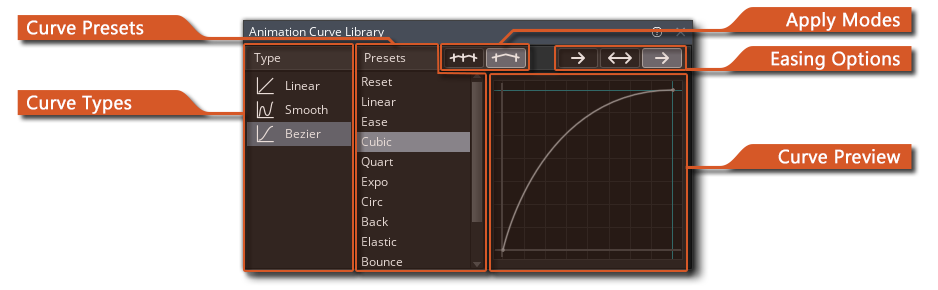 Curve Presets
Apply Modes
Animation Curve Library
Easing Options
Type
Presets
Linear
Smooth
Bezier
Reset
Linear
Ease
Cubic
Quart
Expo
Circ
Back
Elastic
Bounce
Curve Types
Curve Preview